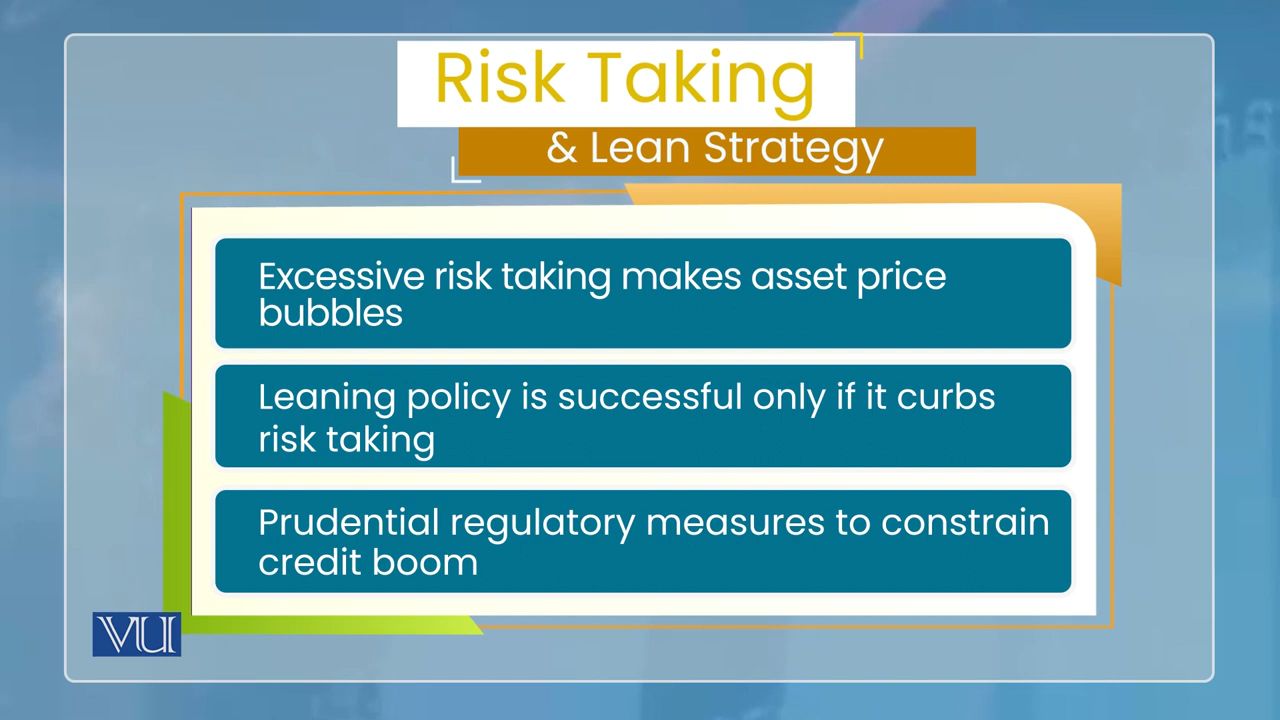 Risk Taking
& Lean Strategy
Excessive risk taking makes asset price
bubbles
Leaning policy is successful only if it curbs
risk taking
Prudential regulatory measures to constrain
credit boom
VU